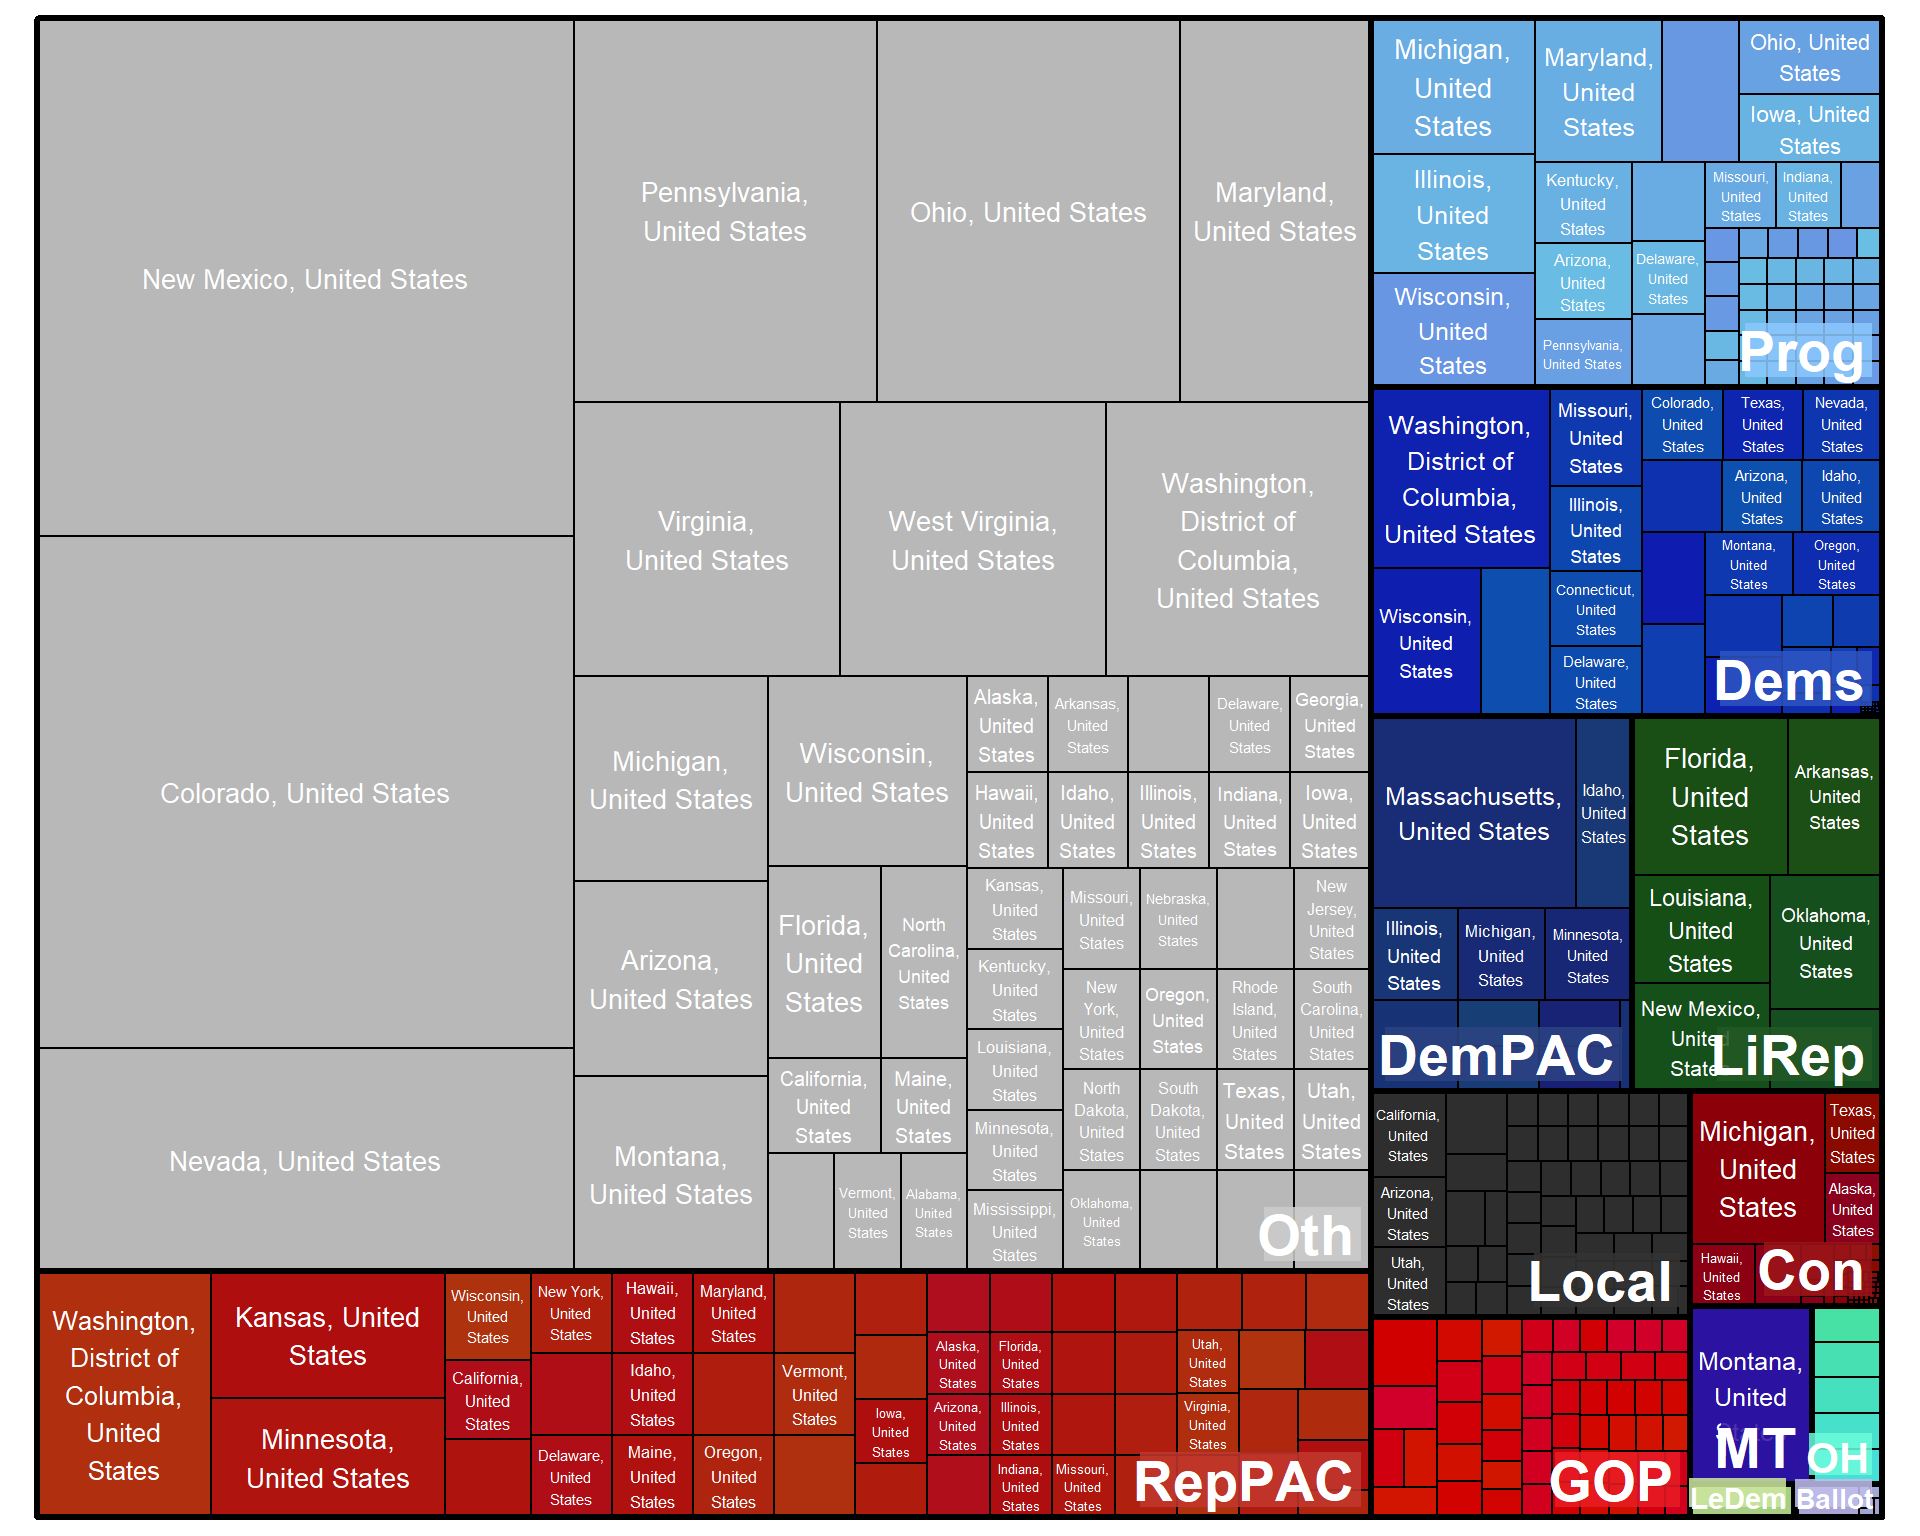 New Mexico, United States
Colorado, United States
Nevada, United States
Pennsylvania,
United States
Ohio, United States
Maryland,
United States
Virginia,
United States
West Virginia,
United States
Washington,
District of
Columbia,
United States
Michigan,
United States
Arizona,
United States
Montana,
United States
Wisconsin,
United States
Florida,
United
States
North
Carolina,
United
States
California,
United
States
Maine,
United
States
Vermont,
United
States
Alabama,
United
States
Alaska,
United
States
Arkansas,
United
States
Delaware,
United
States
Georgia,
United
States
Hawaii,
United
States
Idaho,
United
States
Illinois,
United
States
Indiana,
United
States
Iowa,
United
States
Kansas,
United
States
Kentucky,
United
States
Louisiana,
United
States
Minnesota,
United
States
Mississippi,
United
States
Missouri,
United
States
Nebraska,
United
States
New
Jersey,
United
States
New
York,
United
States
Oregon,
United
States
Rhode
Island,
United
States
South
Carolina,
United
States
North
Dakota,
United
States
South
Dakota,
United
States
Texas,
United
States
Utah,
United
States
Oklahoma,
United
States
Oth
Washington,
District of
Columbia,
United
States
Kansas, United
States
Minnesota,
United States
Wisconsin,
United
States
California,
United
States
New York,
United
States
Delaware,
United
States
Hawaii,
United
States
Idaho,
United
States
Maine,
United
States
Maryland,
United
States
Oregon,
United
States
Vermont,
United
States
Iowa,
United
States
Alaska,
United
States
Arizona,
United
States
Florida,
United
States
Illinois,
United
States
Indiana,
United
States
Missouri,
United
States
Utah,
United
States
Virginia,
United
States
RepPAC
Michigan,
United
States
Illinois,
United
States
Wisconsin,
United
States
Maryland,
United
States
Ohio, United
States
Iowa, United
States
Kentucky,
United
States
Arizona,
United
States
Pennsylvania,
United States
Delaware,
United
States
Missouri,
United
States
Indiana,
United
States
Prog
Washington,
District of
Columbia,
United States
Wisconsin,
United
States
Missouri,
United
States
Illinois,
United
States
Connecticut,
United
States
Delaware,
United
States
Colorado,
United
States
Texas,
United
States
Nevada,
United
States
Arizona,
United
States
Idaho,
United
States
Montana,
United
States
Oregon,
United
States
Dems
Massachusetts,
United States
Idaho,
United
States
Illinois,
United
States
Michigan,
United
States
Minnesota,
United
States
DemPAC
Florida,
United
States
Arkansas,
United
States
Louisiana,
United
States
Oklahoma,
United
States
New Mexico,
United
States
LiRep
California,
United
States
Arizona,
United
States
Utah,
United
States
Local
Michigan,
United
States
Texas,
United
States
Alaska,
United
States
Hawaii,
United
States
Con
GOP
Montana,
United
States
MT
OH
LeDem
Ballot